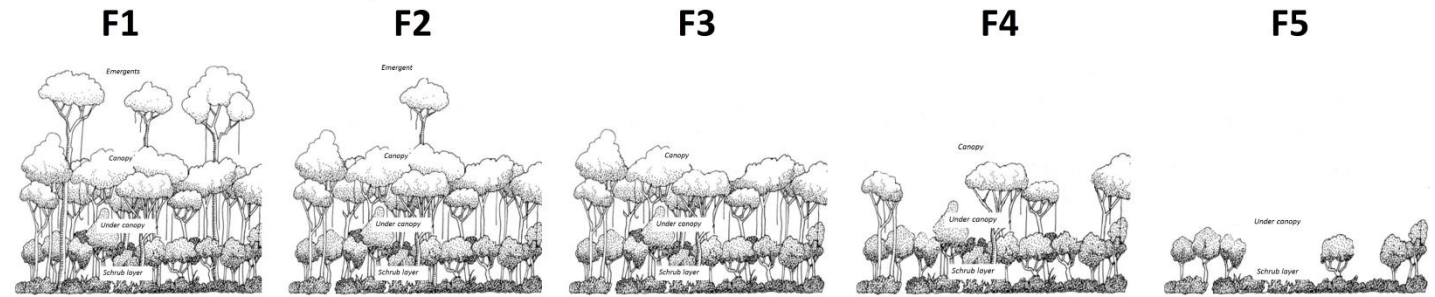 F1
Emergents
Canopy
Under canopy
Schrub layer
F2
Emergent
Canopy
Under canopy
Schrub layer
F3
Canopy
Under canopy
Schrub layer
F4
Canopy
Under canopy
Schrub layer
F5
Under canopy
Schrub layer